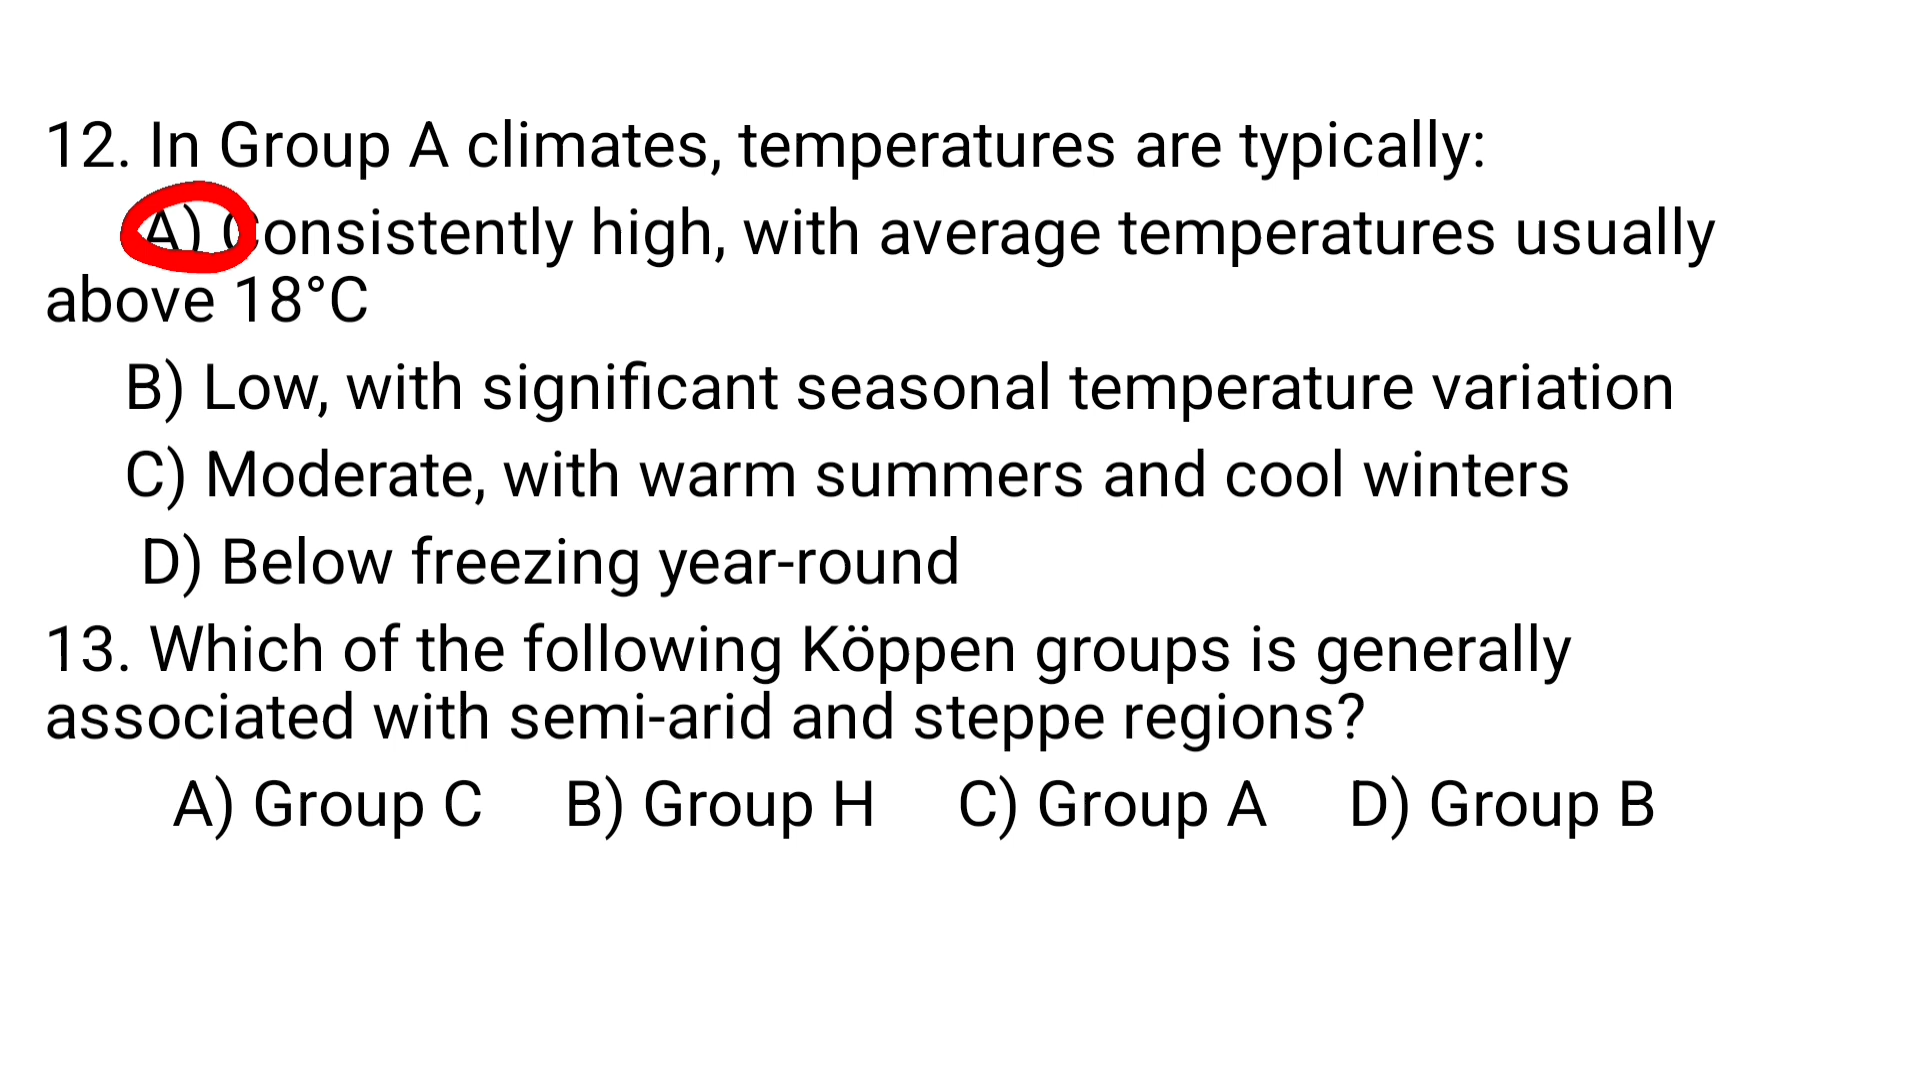 12. In Group A climates, temperatures are typically:
A) Consistently high, with average temperatures usually
above 18°C
B) Low, with significant seasonal temperature variation
C) Moderate, with warm summers and cool winters
D) Below freezing year-round
13. Which of the following Köppen groups is generally
associated with semi-arid and steppe regions?
A) Group C B) Group H C) Group A D) Group B